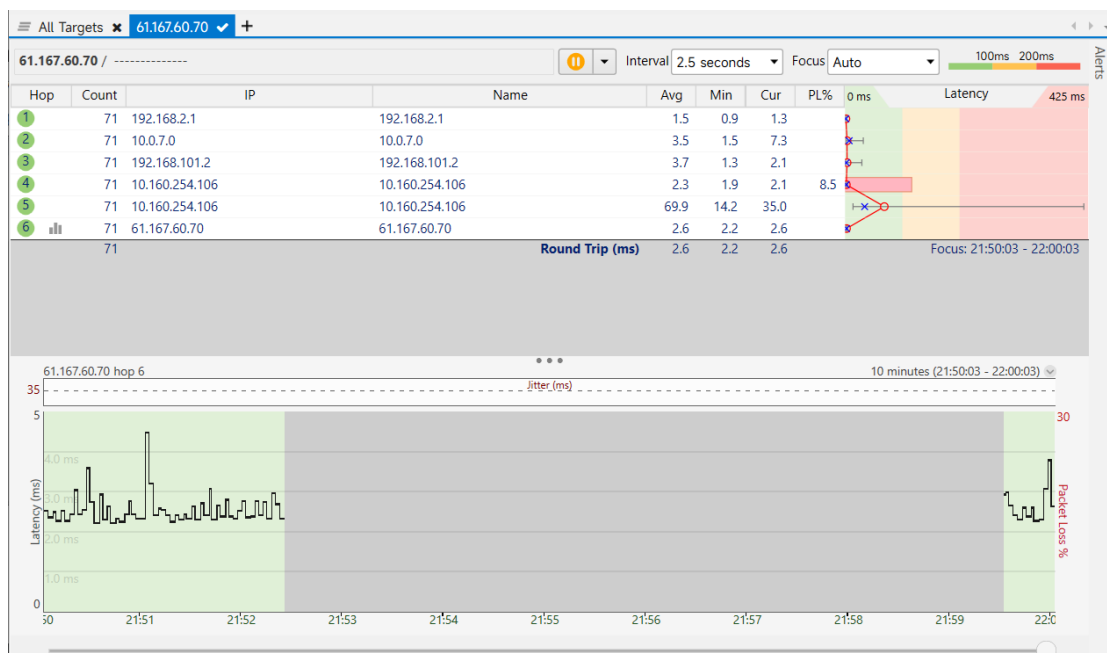 All Targets 61.167.60.70 +
61.167.60.70 / -------------- Interval 2.5 seconds Focus Auto 100ms 200ms
Alerts
Hop Count IP Name Avg Min Cur PL% 0 ms Latency 425 ms
1 71 192.168.2.1 192.168.2.1 1.5 0.9 1.3
2 71 10.0.7.0 10.0.7.0 3.5 1.5 7.3
3 71 192.168.101.2 192.168.101.2 3.7 1.3 2.1
4 71 10.160.254.106 10.160.254.106 2.3 1.9 2.1 8.5
5 71 10.160.254.106 10.160.254.106 69.9 14.2 35.0
6 71 61.167.60.70 61.167.60.70 2.6 2.2 2.6
71 Round Trip (ms) 2.6 2.2 2.6 Focus: 21:50:03 - 22:00:03
61.167.60.70 hop 6 10 minutes (21:50:03 - 22:00:03)
35 Jitter (ms)
5 30
4.0 ms
3.0 m
2.0 ms
1.0 ms
0
Latency (ms)
Packet Loss %
50 21:51 21:52 21:53 21:54 21:55 21:56 21:57 21:58 21:59 22:0